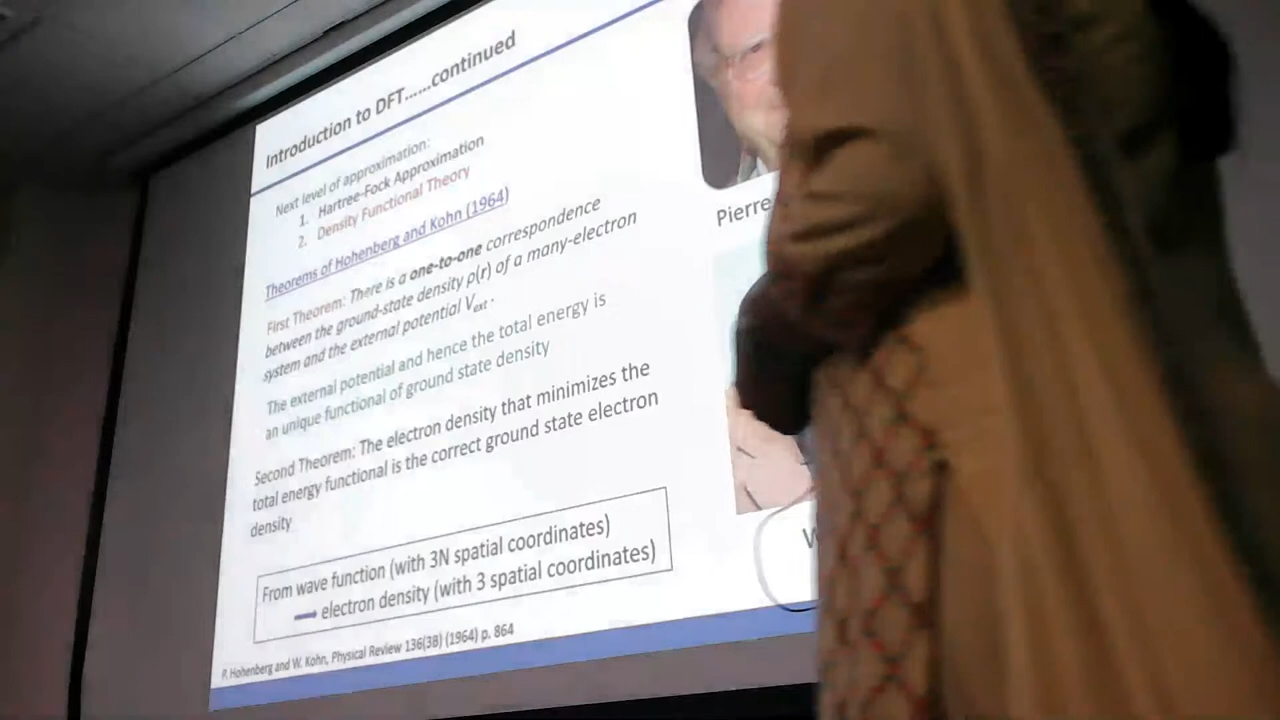 Introduction to DFT......continued
Next level of approximation:
1. Hartree-Fock Approximation
2. Density Functional Theory
Theorems of Hohenberg and Kohn (1964)
First Theorem: There is a one-to-one correspondence
between the ground-state density ρ(r) of a many-electron
system and the external potential Vext.
The external potential and hence the total energy is
an unique functional of ground state density
Second Theorem: The electron density that minimizes the
total energy functional is the correct ground state electron
density
From wave function (with 3N spatial coordinates)
electron density (with 3 spatial coordinates)
P. Hohenberg and W. Kohn, Physical Review 136(3B) (1964) p. 864
Pierre
W